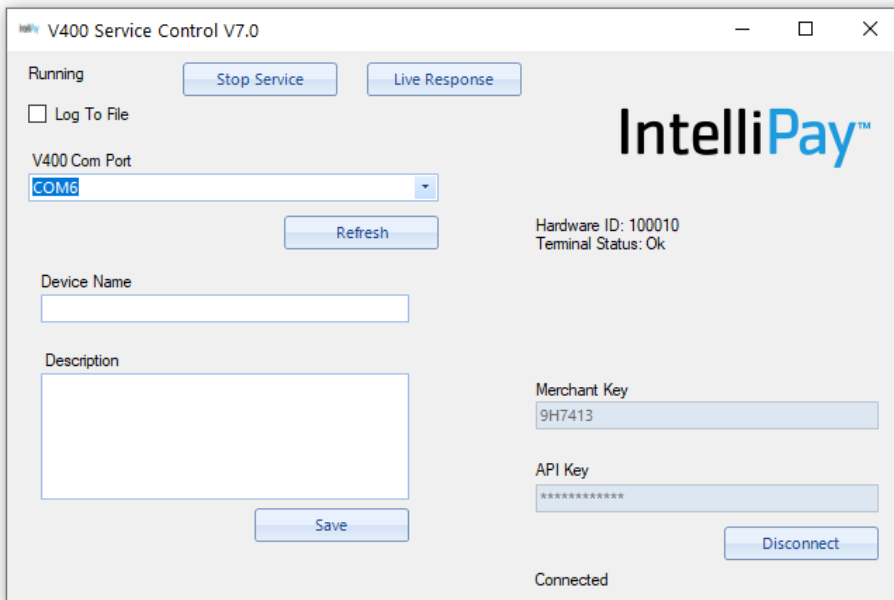 V400 Service Control V7.0
Running
Stop Service
Live Response
Log To File
IntelliPay™
V400 Com Port
COM6
Refresh
Hardware ID: 100010
Terminal Status: Ok
Device Name
Description
Merchant Key
9H7413
API Key
************
Save
Disconnect
Connected